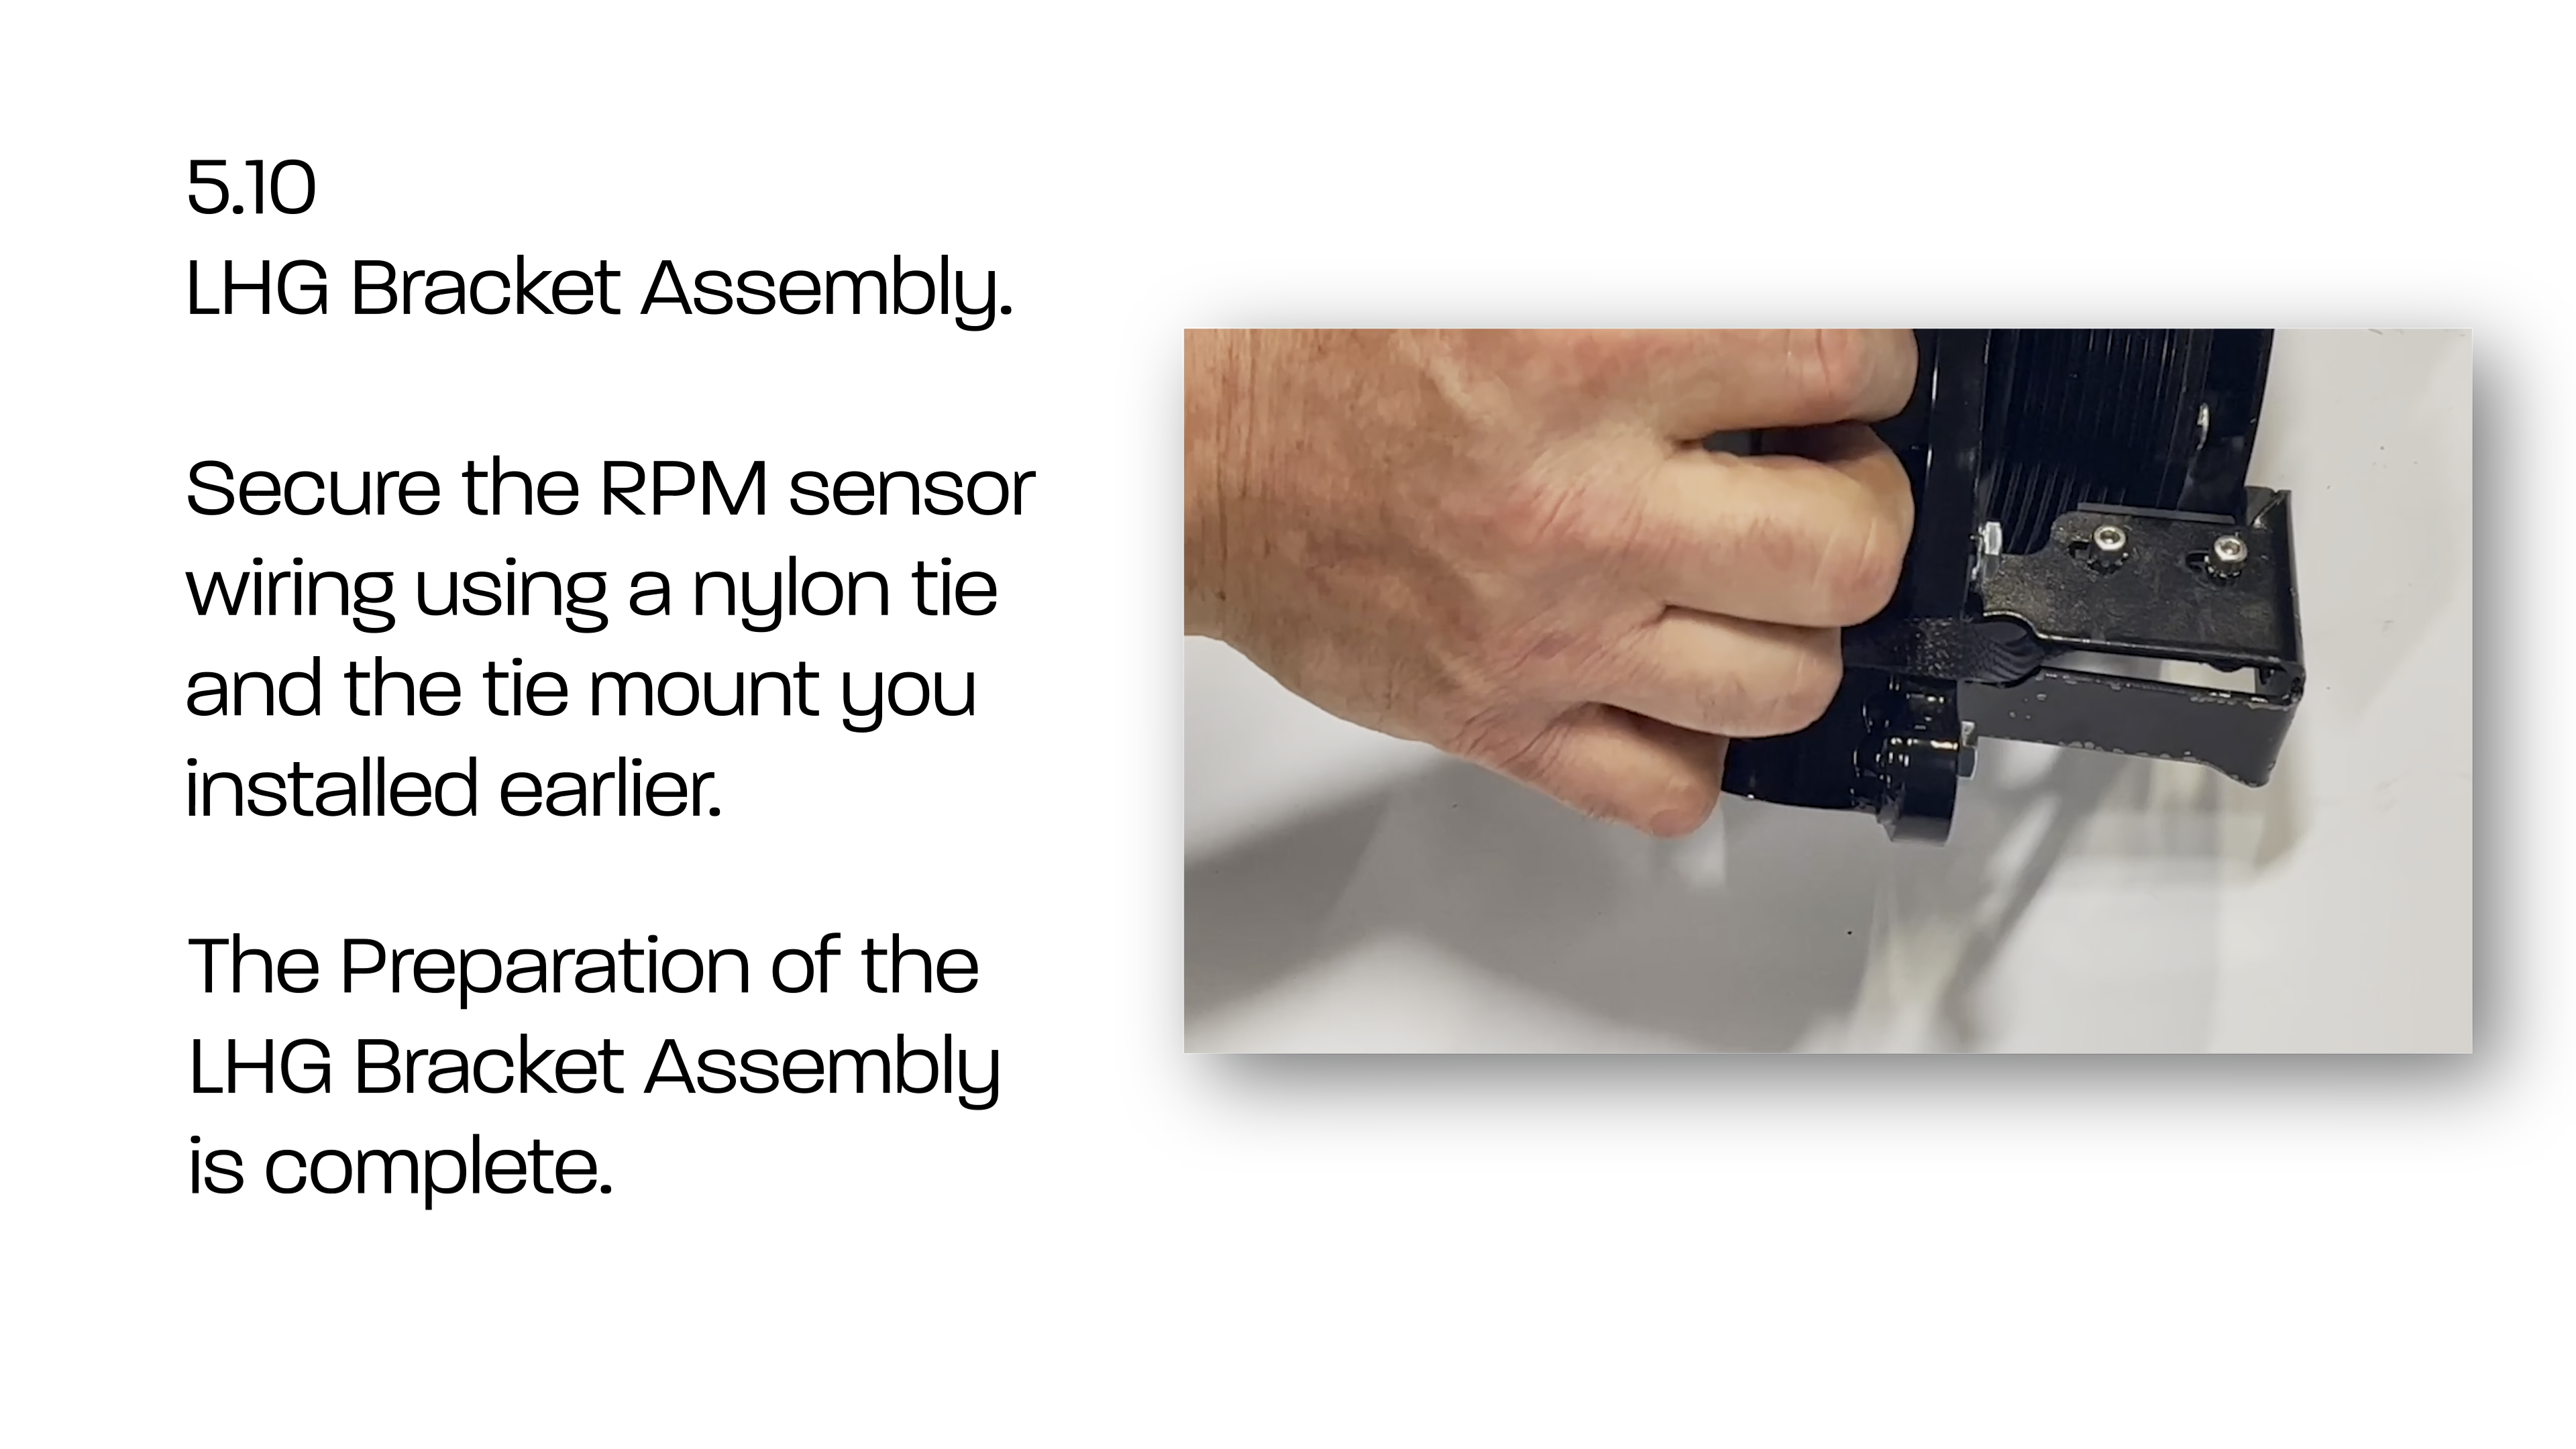 5.10
LHG Bracket Assembly.
Secure the RPM sensor
wiring using a nylon tie
and the tie mount you
installed earlier.
The Preparation of the
LHG Bracket Assembly
is complete.